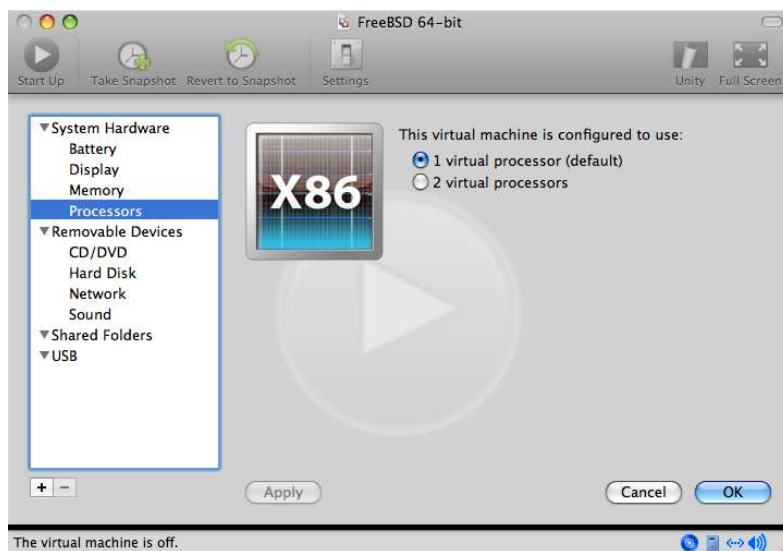 FreeBSD 64-bit
Start Up
Take Snapshot
Revert to Snapshot
Settings
Unity
Full Screen
System Hardware
Battery
Display
Memory
Processors
Removable Devices
CD/DVD
Hard Disk
Network
Sound
Shared Folders
USB
X86
This virtual machine is configured to use:
1 virtual processor (default)
2 virtual processors
+ −
Apply
Cancel
OK
The virtual machine is off.